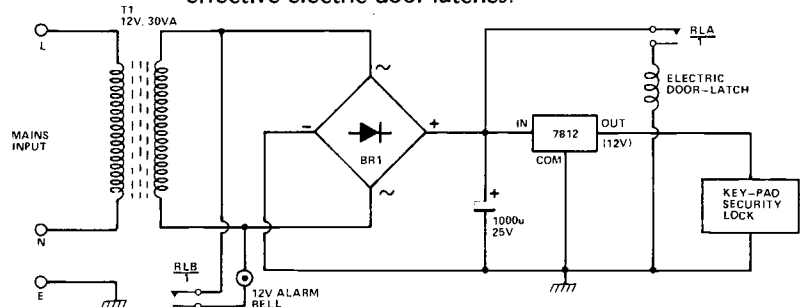 effective electric door latches.
T1
12V, 30VA
L
MAINS
INPUT
N
E
~
−
+
BR1
~
IN
7812
OUT
(12V)
COM
+
1000u
25V
RLA
1
ELECTRIC
DOOR-LATCH
KEY-PAD
SECURITY
LOCK
RLB
1
12V ALARM
BELL